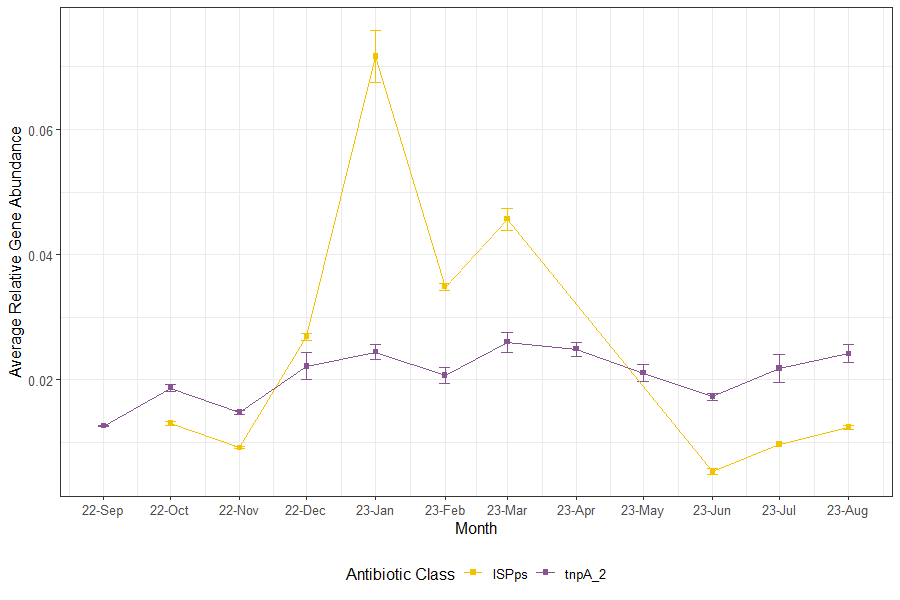 Average Relative Gene Abundance
0.06
0.04
0.02
22-Sep 22-Oct 22-Nov 22-Dec 23-Jan 23-Feb 23-Mar 23-Apr 23-May 23-Jun 23-Jul 23-Aug
Month
Antibiotic Class ISPps tnpA_2